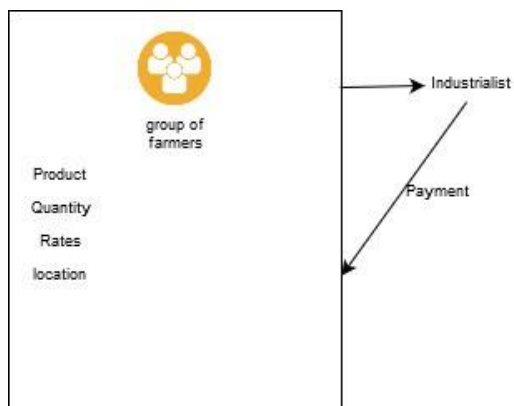 group of
farmers
Industrialist
Product
Payment
Quantity
Rates
location